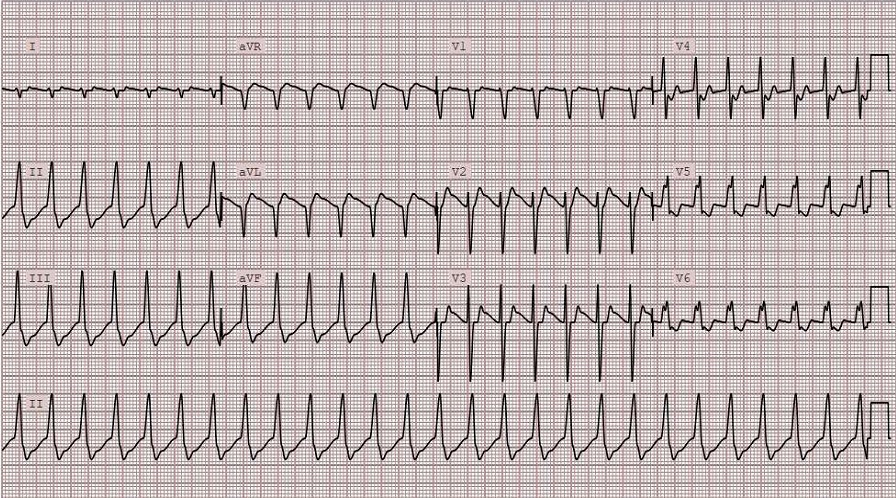 I aVR V1 V4
II aVL V2 V5
III aVF V3 V6
II